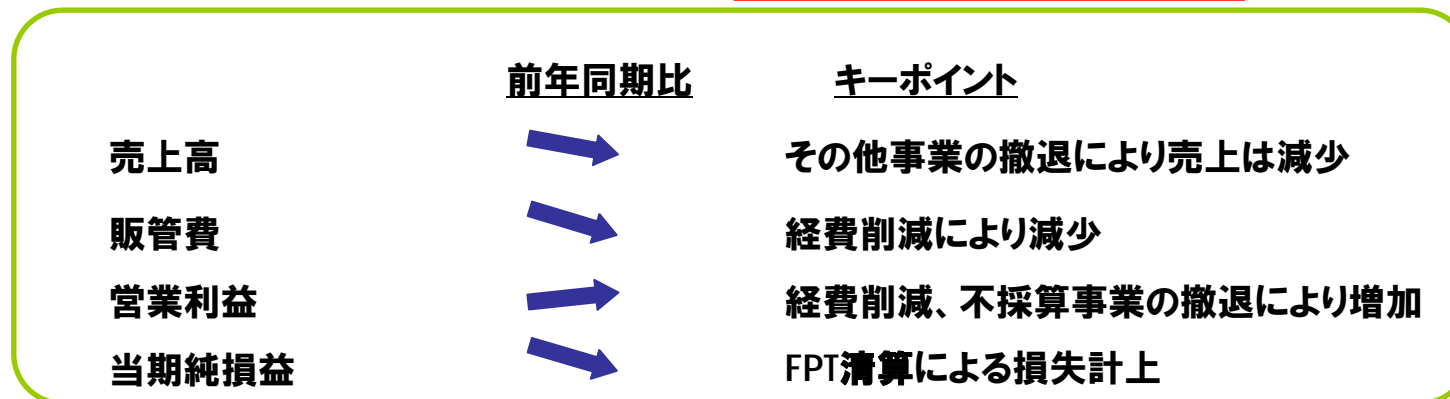 前年同期比 キーポイント
売上高 その他事業の撤退により売上は減少
販管費 経費削減により減少
営業利益 経費削減、不採算事業の撤退により増加
当期純損益 FPT清算による損失計上